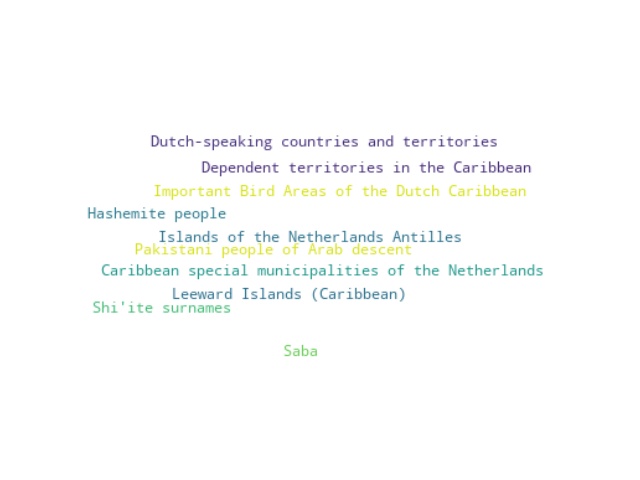 Dutch-speaking countries and territories
Dependent territories in the Caribbean
Important Bird Areas of the Dutch Caribbean
Hashemite people
Islands of the Netherlands Antilles
Pakistani people of Arab descent
Caribbean special municipalities of the Netherlands
Leeward Islands (Caribbean)
Shi'ite surnames
Saba